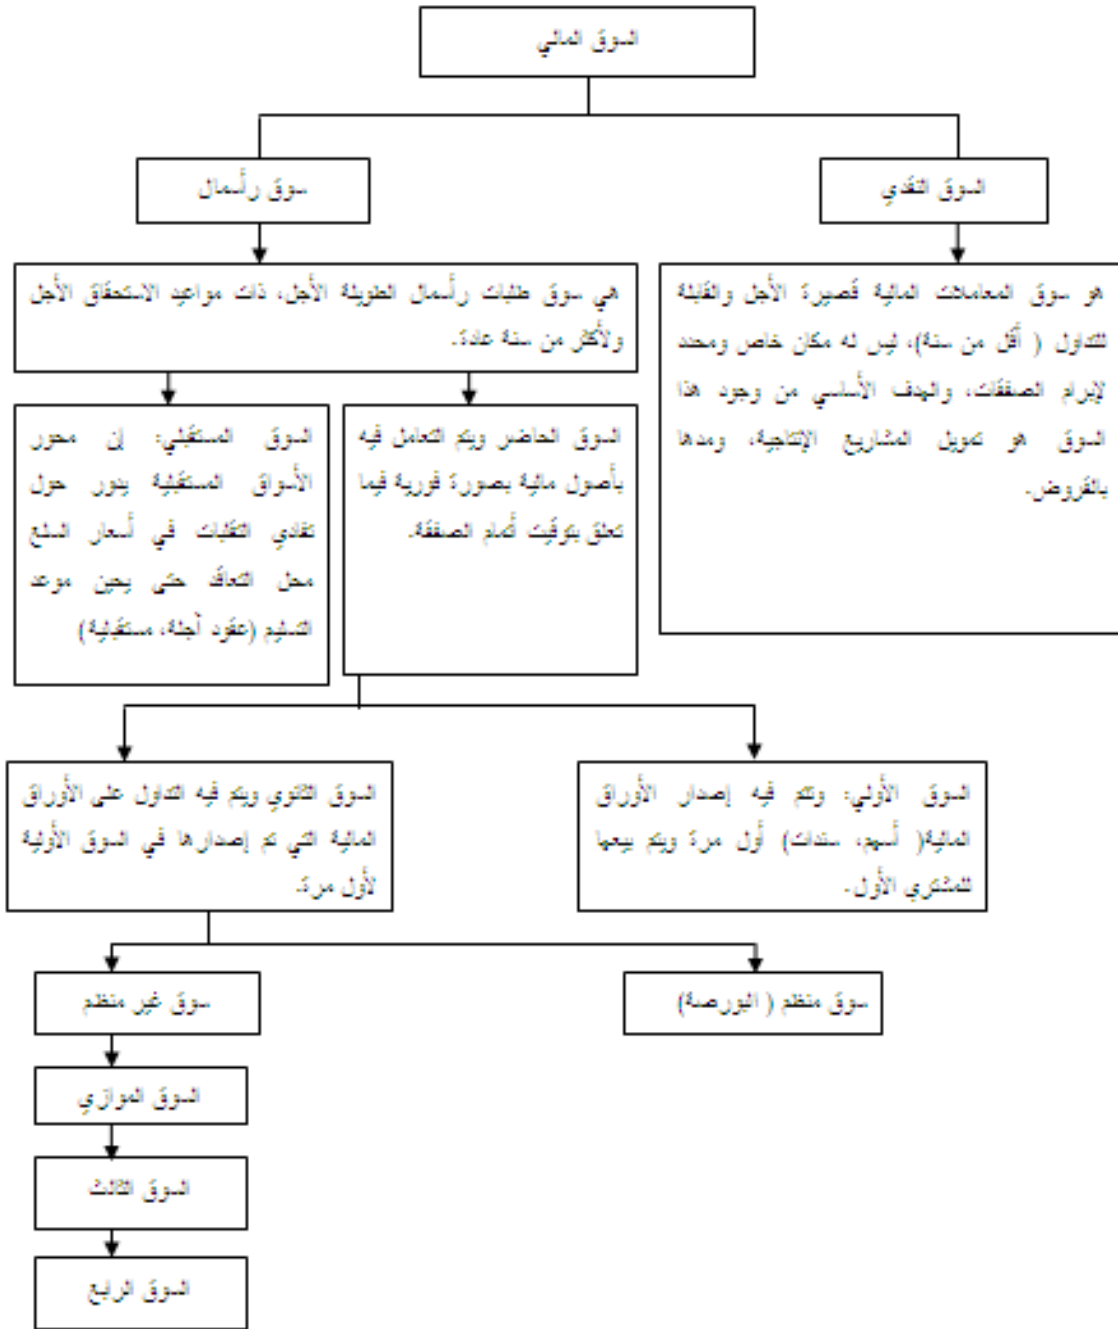 السوق المالي
السوق النقدي
سوق رأسمال
هو سوق المعاملات المالية قصيرة الأجل والقابلة
للتداول ( أقل من سنة)، ليس له مكان خاص ومحدد
لإبرام الصفقات، والهدف الأساسي من وجود هذا
السوق هو تمويل المشاريع الإنتاجية، ومدها
بالقروض.
هي سوق طلبات رأسمال الطويلة الأجل، ذات مواعيد الاستحقاق الأجل
ولأكثر من سنة عادة.
السوق الحاضر ويتم التعامل فيه
بأصول مالية بصورة فورية فيما
تعلق بتوقيت أتمام الصفقة.
السوق المستقبلي: إن محور
الأسواق المستقبلية يدور حول
تفادي التقلبات في أسعار السلع
محل التعاقد حتى يحين موعد
التسليم (عقود آجلة، مستقبلية)
السوق الأولي: وتتم فيه إصدار الأوراق
المالية( أسهم، سندات) أول مرة ويتم بيعها
للمشتري الأول.
السوق الثانوي ويتم فيه التداول على الأوراق
المالية التي تم إصدارها في السوق الأولية
لأول مرة.
سوق منظم ( البورصة)
سوق غير منظم
السوق الموازي
السوق الثالث
السوق الرابع